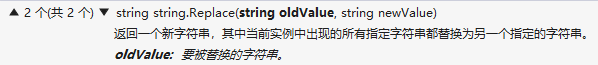 ▲ 2 个(共 2 个) ▼ string string.Replace(string oldValue, string newValue)
返回一个新字符串，其中当前实例中出现的所有指定字符串都替换为另一个指定的字符串。
oldValue: 要被替换的字符串。